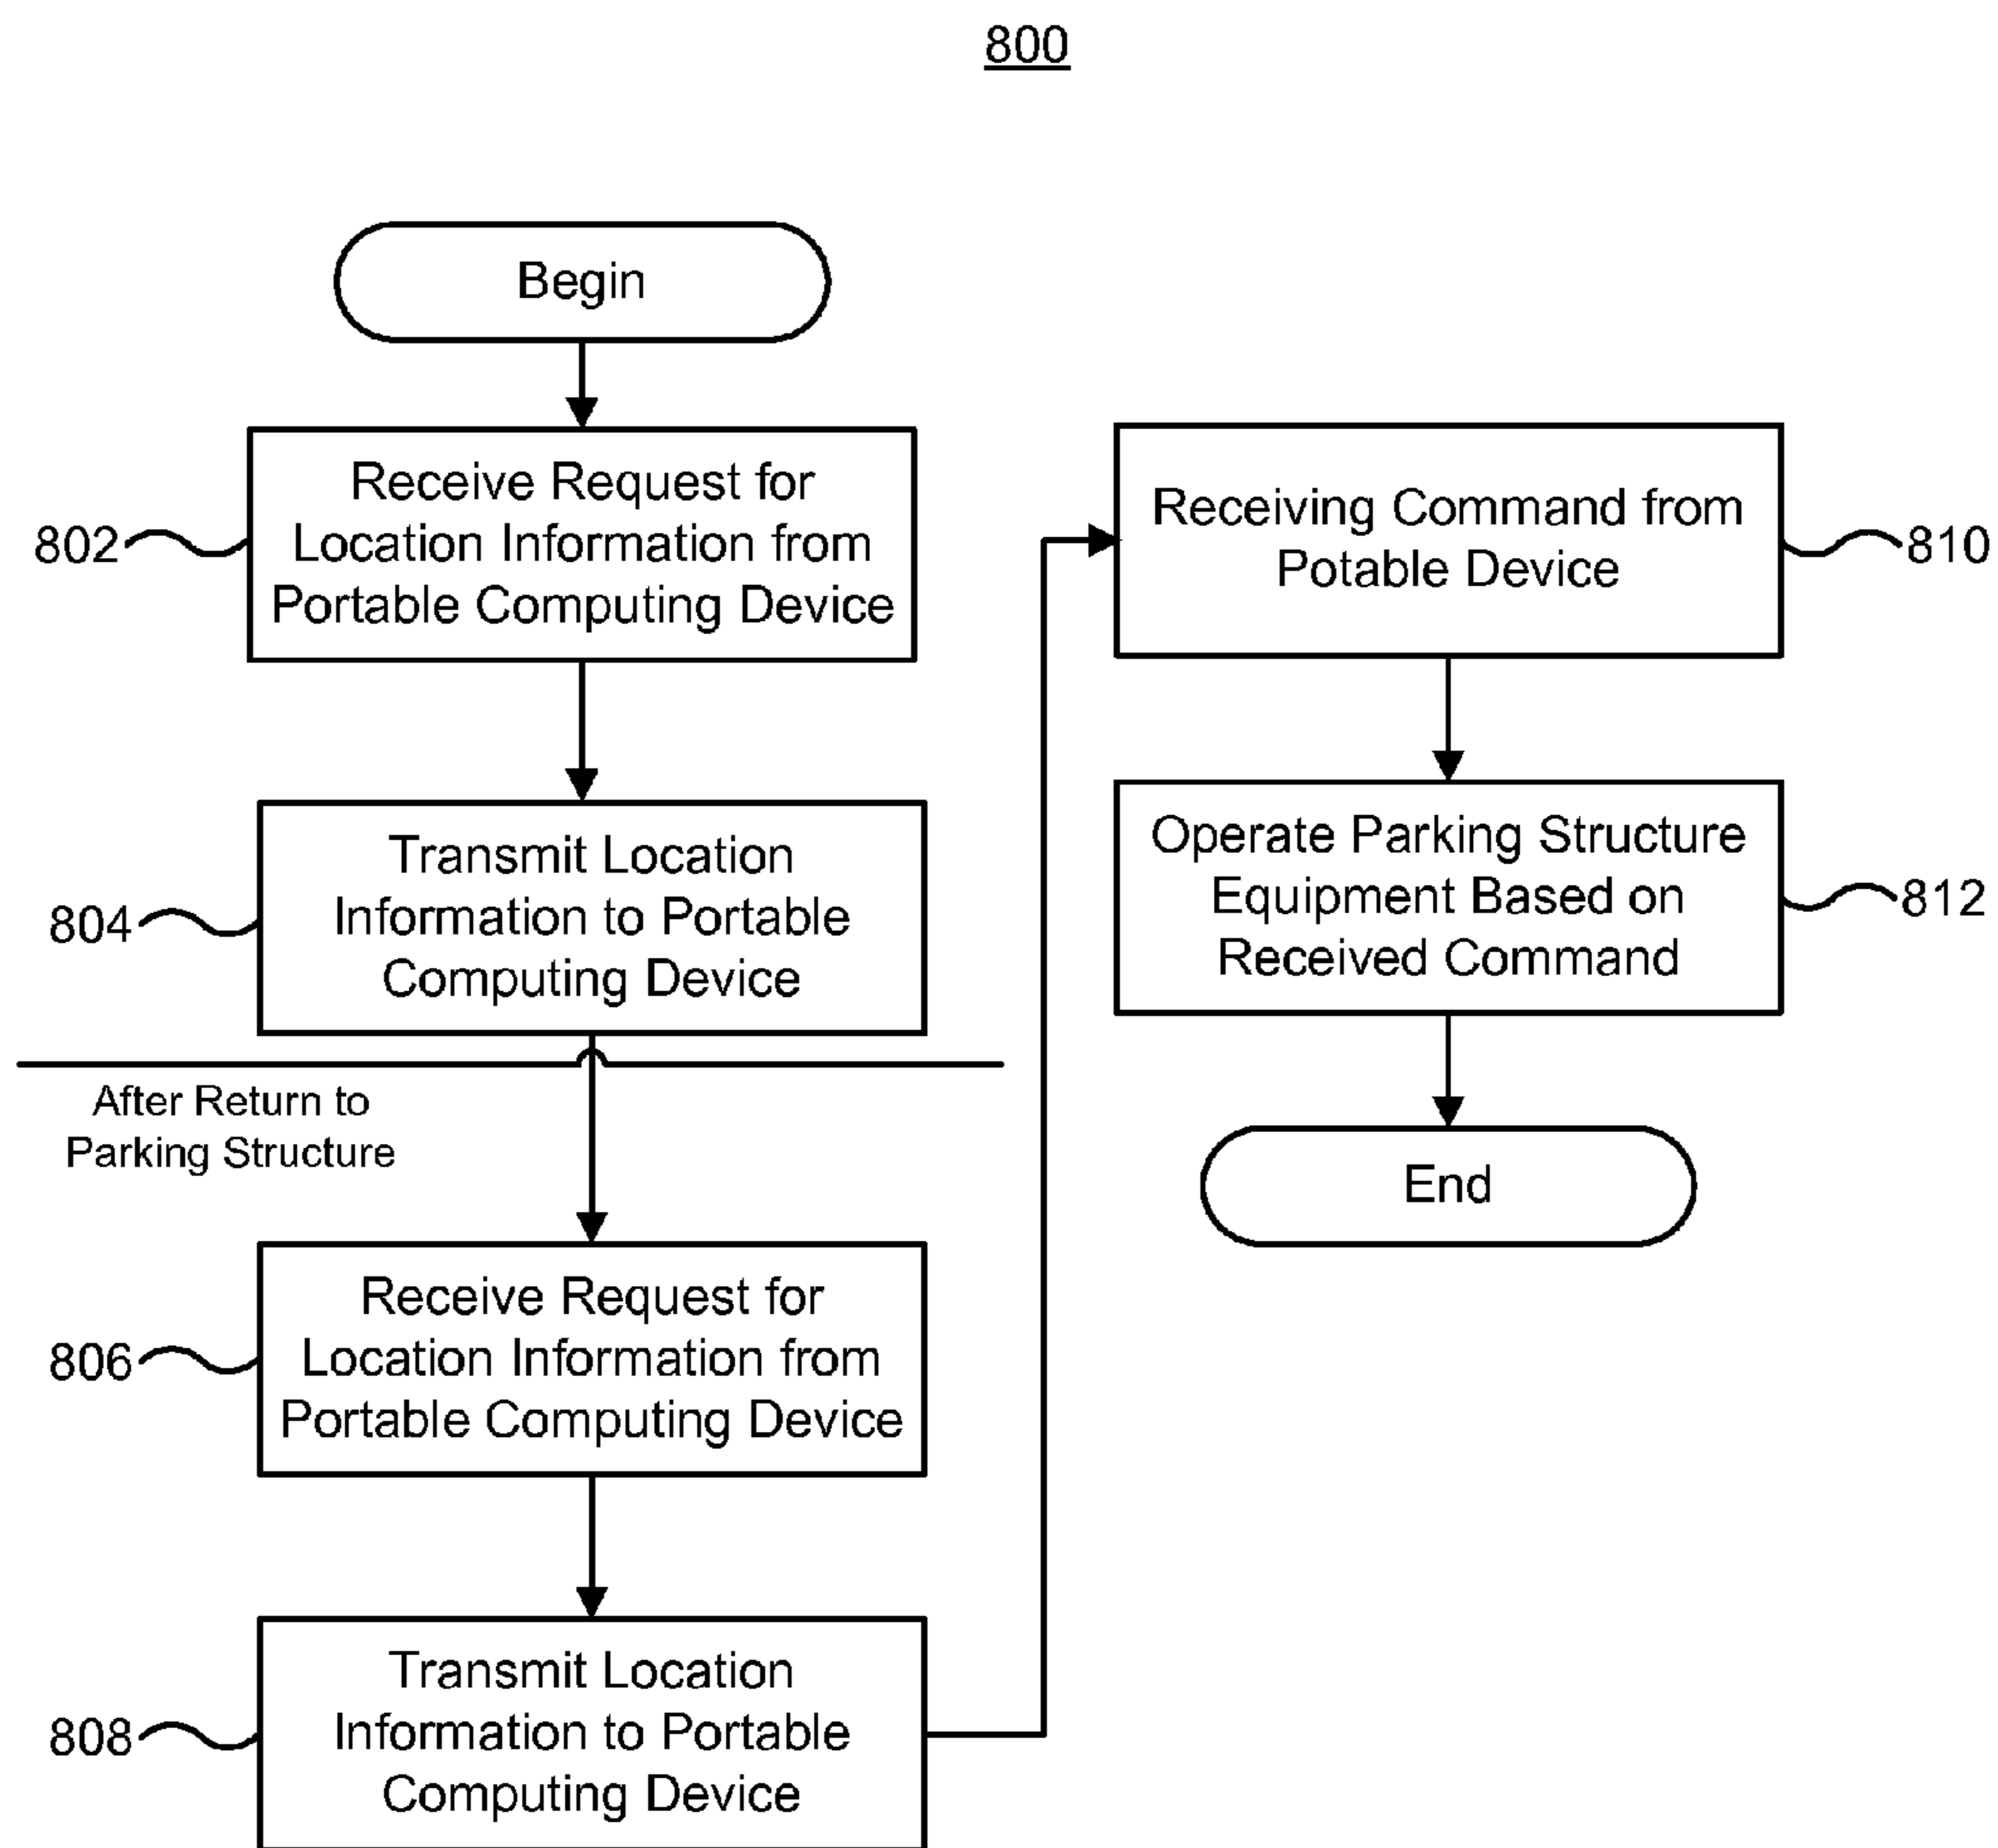 800
Begin
802
Receive Request for
Location Information from
Portable Computing Device
804
Transmit Location
Information to Portable
Computing Device
After Return to
Parking Structure
806
Receive Request for
Location Information from
Portable Computing Device
808
Transmit Location
Information to Portable
Computing Device
Receiving Command from
Potable Device
810
Operate Parking Structure
Equipment Based on
Received Command
812
End